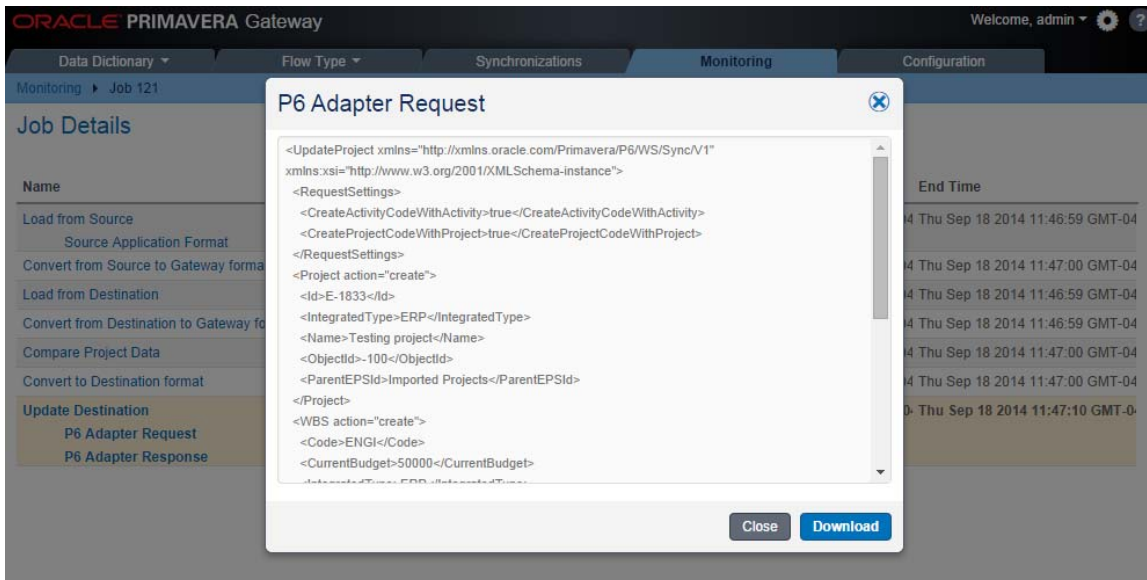 ORACLE PRIMAVERA Gateway
Welcome, admin
?
Data Dictionary
Flow Type
Synchronizations
Monitoring
Configuration
Monitoring Job 121
Job Details
P6 Adapter Request
<UpdateProject xmlns="http://xmlns.oracle.com/Primavera/P6/WS/Sync/V1"
xmlns:xsi="http://www.w3.org/2001/XMLSchema-instance">
<RequestSettings>
<CreateActivityCodeWithActivity>true</CreateActivityCodeWithActivity>
<CreateProjectCodeWithProject>true</CreateProjectCodeWithProject>
</RequestSettings>
<Project action="create">
<Id>E-1833</Id>
<IntegratedType>ERP</IntegratedType>
<Name>Testing project</Name>
<ObjectId>-100</ObjectId>
<ParentEPSId>Imported Projects</ParentEPSId>
</Project>
<WBS action="create">
<Code>ENGI</Code>
<CurrentBudget>50000</CurrentBudget>
Close
Download
Name
End Time
Load from Source
04 Thu Sep 18 2014 11:46:59 GMT-04
Source Application Format
Convert from Source to Gateway forma
04 Thu Sep 18 2014 11:47:00 GMT-04
Load from Destination
04 Thu Sep 18 2014 11:46:59 GMT-04
Convert from Destination to Gateway fo
04 Thu Sep 18 2014 11:46:59 GMT-04
Compare Project Data
04 Thu Sep 18 2014 11:47:00 GMT-04
Convert to Destination format
04 Thu Sep 18 2014 11:47:00 GMT-04
Update Destination
Thu Sep 18 2014 11:47:10 GMT-0
P6 Adapter Request
P6 Adapter Response